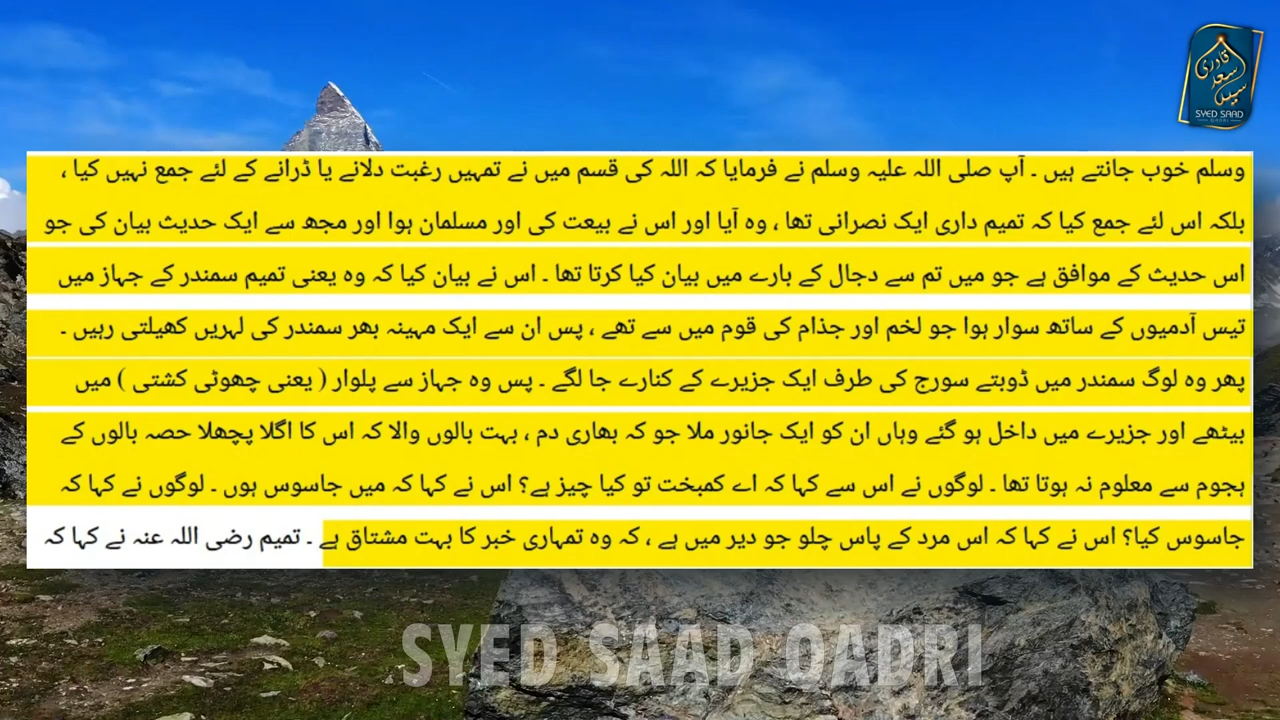 قادری
سعد
سید
SYED SAAD
QADRI
وسلم خوب جانتے ہیں ۔ آپ صلی اللہ علیہ وسلم نے فرمایا کہ اللہ کی قسم میں نے تمہیں رغبت دلانے یا ڈرانے کے لئے جمع نہیں کیا ،
بلکہ اس لئے جمع کیا کہ تمیم داری ایک نصرانی تھا ، وہ آیا اور اس نے بیعت کی اور مسلمان ہوا اور مجھ سے ایک حدیث بیان کی جو
اس حدیث کے موافق ہے جو میں تم سے دجال کے بارے میں بیان کیا کرتا تھا ۔ اس نے بیان کیا کہ وہ یعنی تمیم سمندر کے جہاز میں
تیس آدمیوں کے ساتھ سوار ہوا جو لخم اور جذام کی قوم میں سے تھے ، پس ان سے ایک مہینہ بھر سمندر کی لہریں کھیلتی رہیں ۔
پھر وہ لوگ سمندر میں ڈوبتے سورج کی طرف ایک جزیرے کے کنارے جا لگے ۔ پس وہ جہاز سے پلوار ( یعنی چھوٹی کشتی ) میں
بیٹھے اور جزیرے میں داخل ہو گئے وہاں ان کو ایک جانور ملا جو کہ بھاری دم ، بہت بالوں والا کہ اس کا اگلا پچھلا حصہ بالوں کے
ہجوم سے معلوم نہ ہوتا تھا ۔ لوگوں نے اس سے کہا کہ اے کمبخت تو کیا چیز ہے؟ اس نے کہا کہ میں جاسوس ہوں ۔ لوگوں نے کہا کہ
جاسوس کیا؟ اس نے کہا کہ اس مرد کے پاس چلو جو دیر میں ہے ، کہ وہ تمہاری خبر کا بہت مشتاق ہے ۔ تمیم رضی اللہ عنہ نے کہا کہ
SYED SAAD QADRI